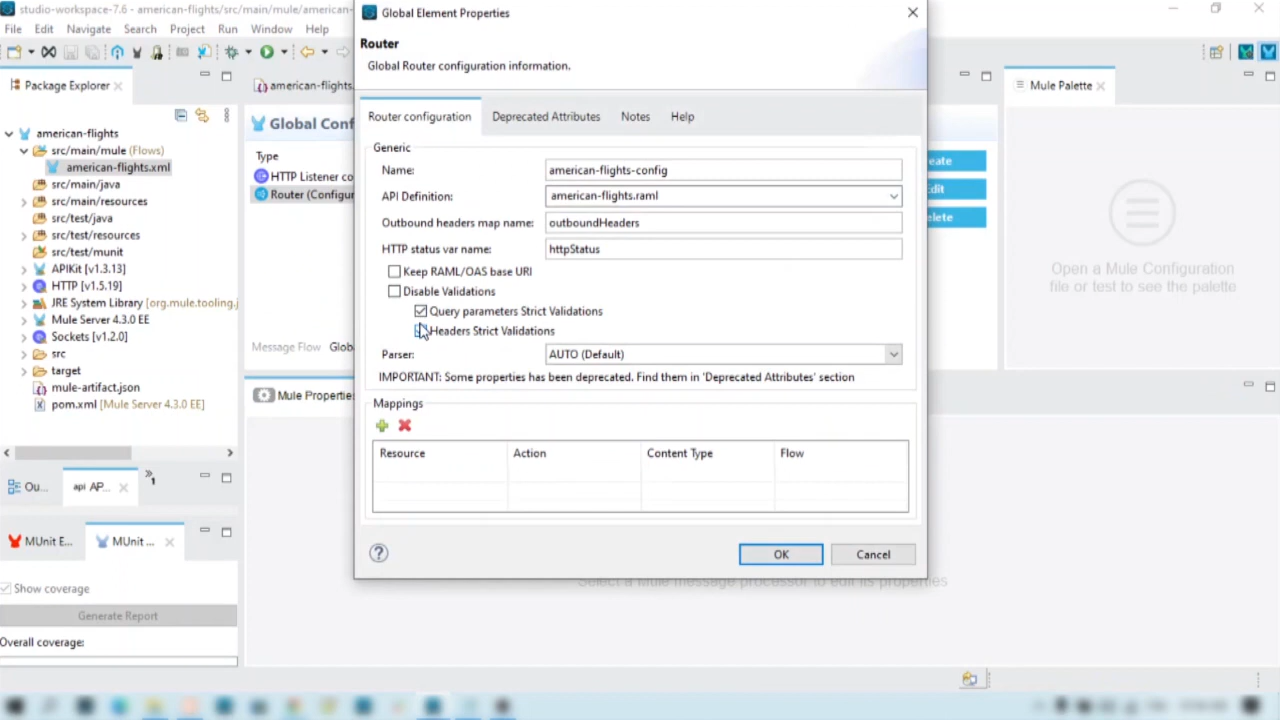 studio-workspace-7.6 - american-flights/src/main/mule/american-
File Edit Navigate Search Project Run Window Help
Package Explorer
american-flights
src/main/mule (Flows)
american-flights.xml
src/main/java
src/main/resources
src/test/java
src/test/resources
src/test/munit
APIKit [v1.3.13]
HTTP [v1.5.19]
JRE System Library [org.mule.tooling.j
Mule Server 4.3.0 EE
Sockets [v1.2.0]
src
target
mule-artifact.json
pom.xml [Mule Server 4.3.0 EE]
Ou...
api AP...
1
MUnit E...
MUnit ...
Show coverage
Generate Report
Overall coverage:
american-flights.
Global Conf
Type
HTTP Listener co
Router (Configur
Message Flow Glob
Mule Propertie
Global Element Properties
Router
Global Router configuration information.
Router configuration Deprecated Attributes Notes Help
Generic
Name: american-flights-config
API Definition: american-flights.raml
Outbound headers map name: outboundHeaders
HTTP status var name: httpStatus
Keep RAML/OAS base URI
Disable Validations
Query parameters Strict Validations
Headers Strict Validations
Parser: AUTO (Default)
IMPORTANT: Some properties has been deprecated. Find them in 'Deprecated Attributes' section
Mappings
Resource Action Content Type Flow
OK Cancel
Select a Mule message processor to edit its properties
eate
Edit
elete
Mule Palette
Open a Mule Configuration
file or test to see the palette